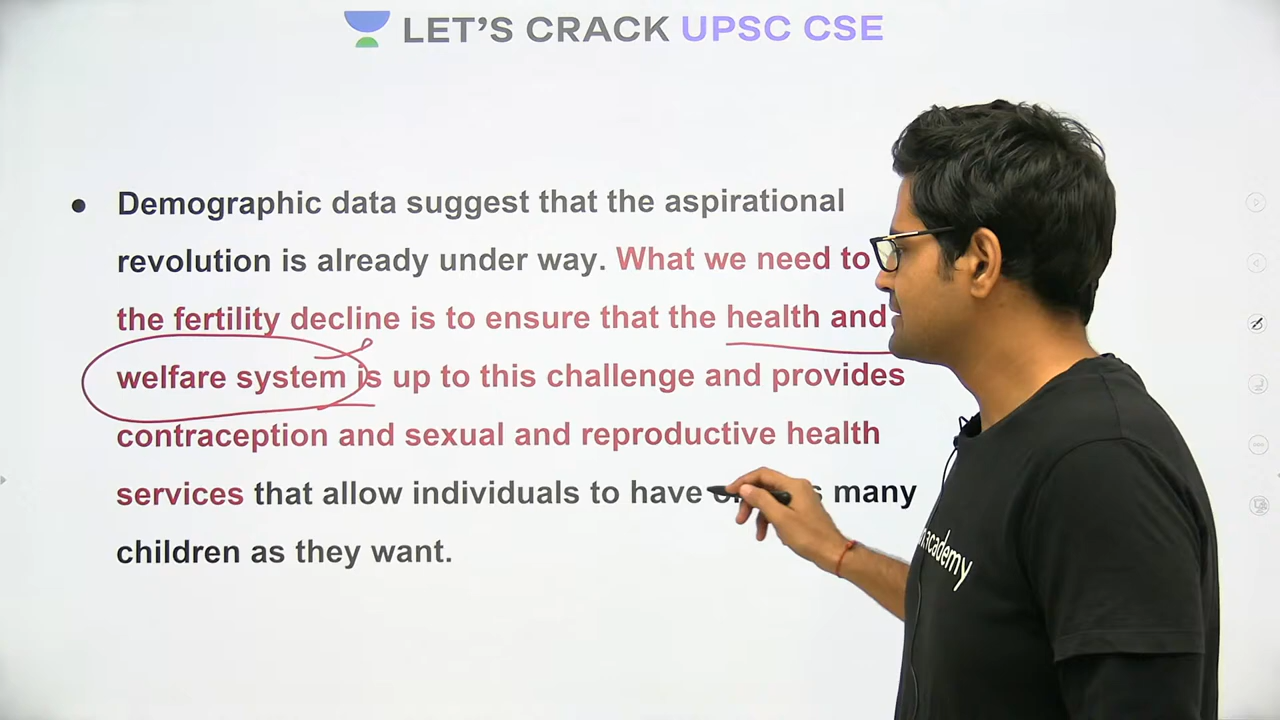 LET'S CRACK UPSC CSE
Demographic data suggest that the aspirational
revolution is already under way. What we need to
the fertility decline is to ensure that the health and
welfare system is up to this challenge and provides
contraception and sexual and reproductive health
services that allow individuals to have many
children as they want.
academy